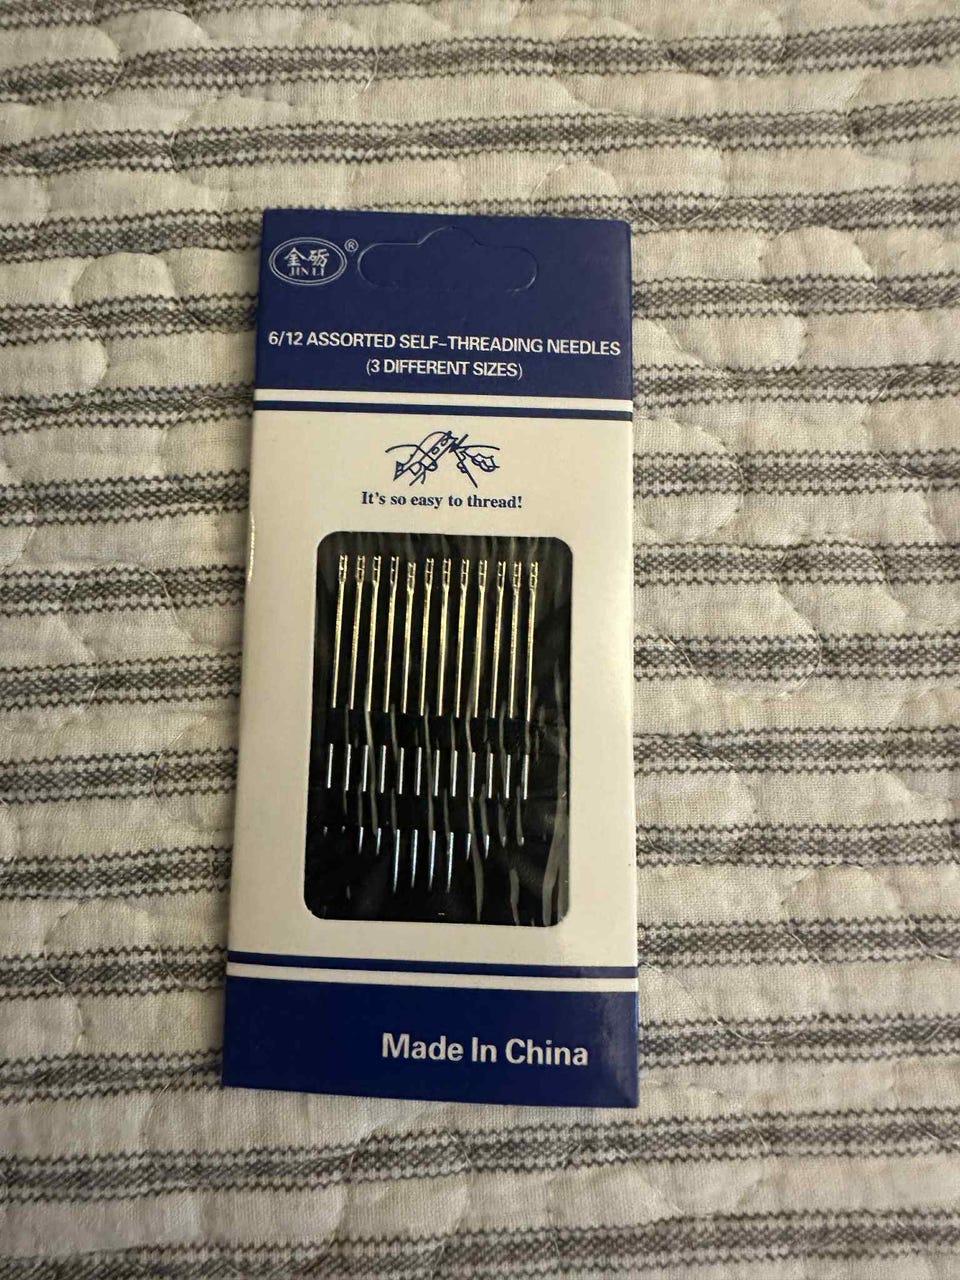 金砺®
JIN LI
6/12 ASSORTED SELF-THREADING NEEDLES
(3 DIFFERENT SIZES)
It's so easy to thread!
Made In China